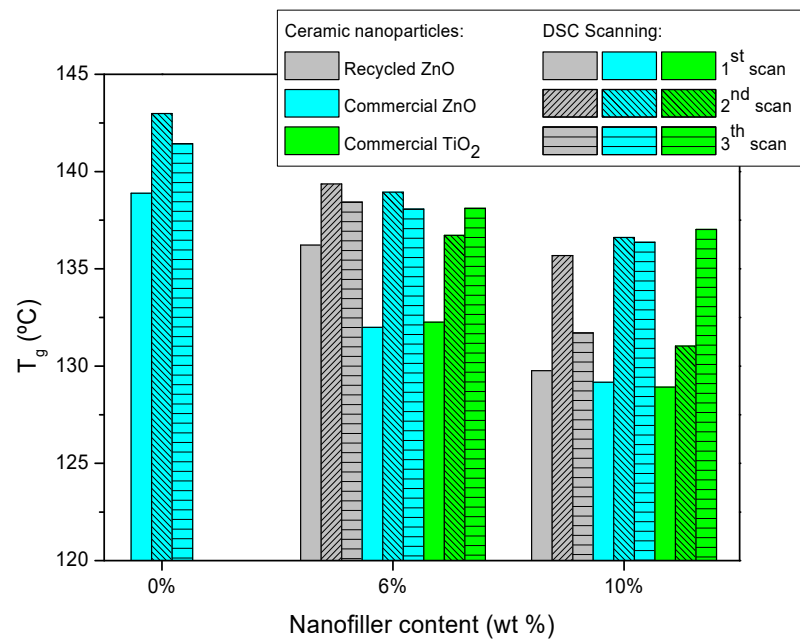 Ceramic nanoparticles: DSC Scanning:
Recycled ZnO 1st scan
Commercial ZnO 2nd scan
Commercial TiO2 3th scan
145
140
135
130
125
120
Tg (ºC)
0% 6% 10%
Nanofiller content (wt %)